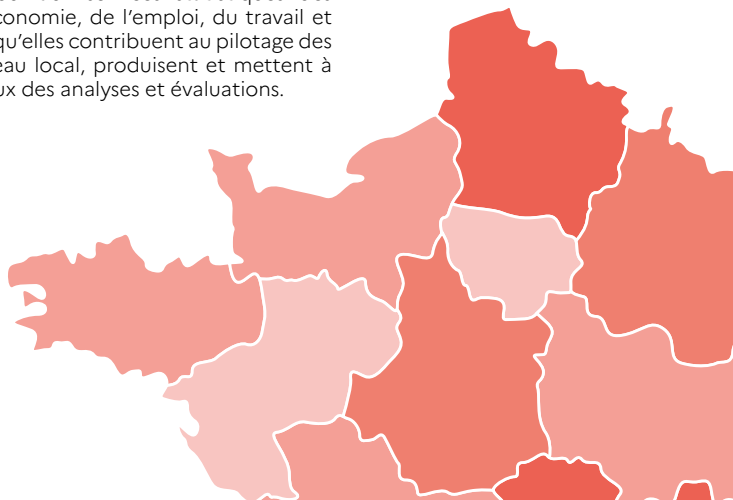 conomie, de l'emploi, du travail et
qu'elles contribuent au pilotage des
eau local, produisent et mettent à
ux des analyses et évaluations.